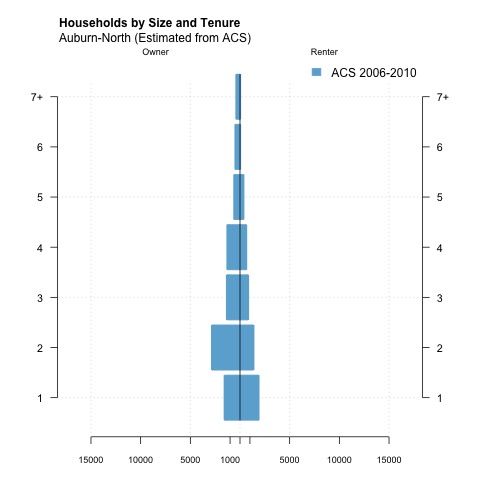 Households by Size and Tenure
Auburn-North (Estimated from ACS)
Owner Renter
ACS 2006-2010
7+ 7+
6 6
5 5
4 4
3 3
2 2
1 1
15000 10000 5000 1000 5000 10000 15000